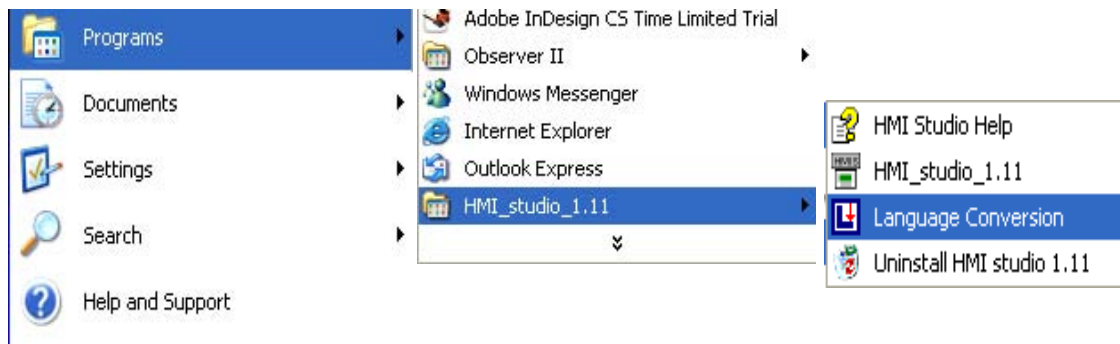 Programs
Documents
Settings
Search
Help and Support
Adobe InDesign CS Time Limited Trial
Observer II
Windows Messenger
Internet Explorer
Outlook Express
HMI_studio_1.11
HMI Studio Help
HMI_studio_1.11
Language Conversion
Uninstall HMI studio 1.11